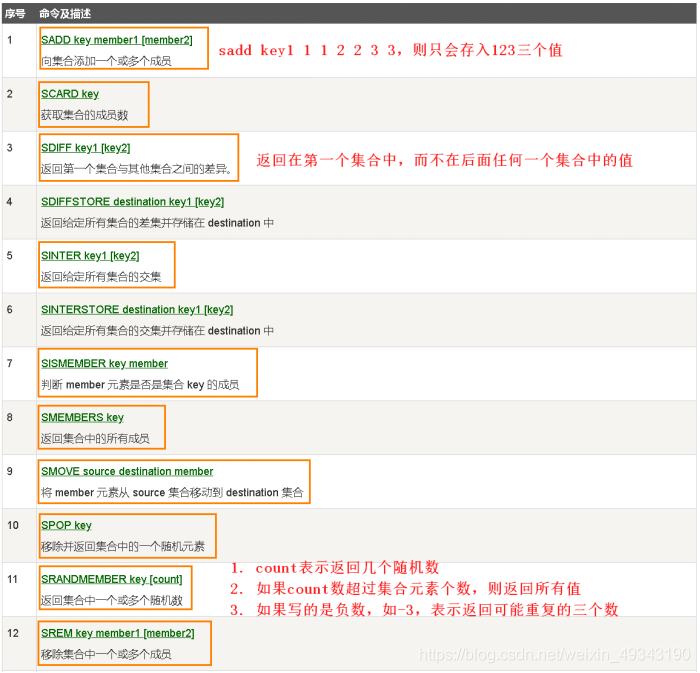 序号 命令及描述
1 SADD key member1 [member2]
向集合添加一个或多个成员
sadd key1 1 1 2 2 3 3，则只会存入123三个值
2 SCARD key
获取集合的成员数
3 SDIFF key1 [key2]
返回第一个集合与其他集合之间的差异。
返回在第一个集合中，而不在后面任何一个集合中的值
4 SDIFFSTORE destination key1 [key2]
返回给定所有集合的差集并存储在 destination 中
5 SINTER key1 [key2]
返回给定所有集合的交集
6 SINTERSTORE destination key1 [key2]
返回给定所有集合的交集并存储在 destination 中
7 SISMEMBER key member
判断 member 元素是否是集合 key 的成员
8 SMEMBERS key
返回集合中的所有成员
9 SMOVE source destination member
将 member 元素从 source 集合移动到 destination 集合
10 SPOP key
移除并返回集合中的一个随机元素
11 SRANDMEMBER key [count]
返回集合中一个或多个随机数
1. count表示返回几个随机数
2. 如果count数超过集合元素个数，则返回所有值
3. 如果写的是负数，如-3，表示返回可能重复的三个数
12 SREM key member1 [member2]
移除集合中一个或多个成员
https://blog.csdn.net/weixin_49343190